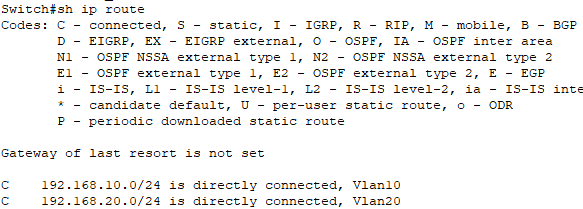 Switch#sh ip route
Codes: C - connected, S - static, I - IGRP, R - RIP, M - mobile, B - BGP
D - EIGRP, EX - EIGRP external, O - OSPF, IA - OSPF inter area
N1 - OSPF NSSA external type 1, N2 - OSPF NSSA external type 2
E1 - OSPF external type 1, E2 - OSPF external type 2, E - EGP
i - IS-IS, L1 - IS-IS level-1, L2 - IS-IS level-2, ia - IS-IS inte
* - candidate default, U - per-user static route, o - ODR
P - periodic downloaded static route
Gateway of last resort is not set
C 192.168.10.0/24 is directly connected, Vlan10
C 192.168.20.0/24 is directly connected, Vlan20